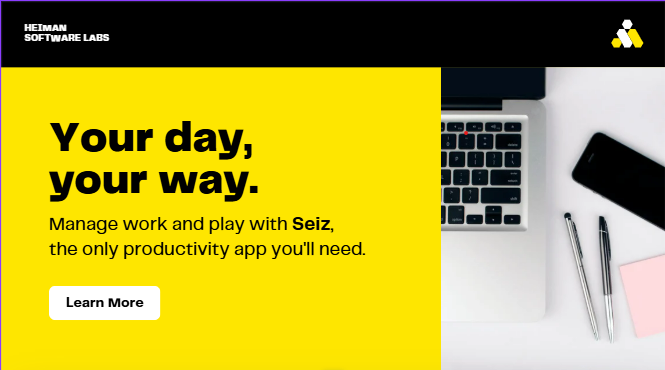 HEIMAN
SOFTWARE LABS
Your day,
your way.
Manage work and play with Seiz,
the only productivity app you'll need.
Learn More